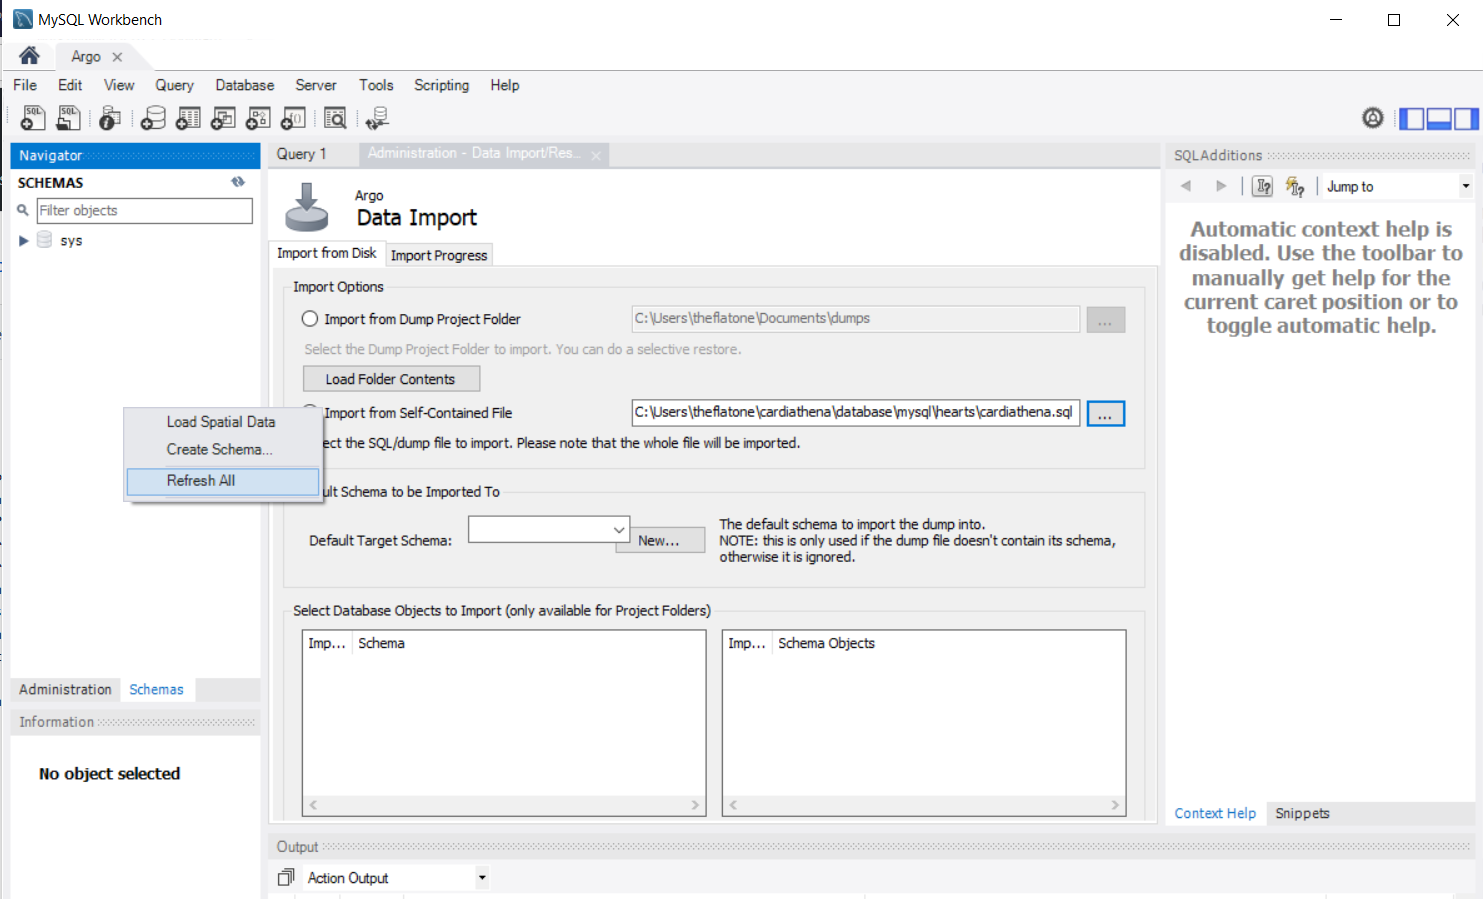 MySQL Workbench
Argo
File Edit View Query Database Server Tools Scripting Help
Navigator
SCHEMAS
Filter objects
sys
Load Spatial Data
Create Schema...
Refresh All
Administration Schemas
Information
No object selected
Query 1 Administration - Data Import/Res...
Argo
Data Import
Import from Disk Import Progress
Import Options
Import from Dump Project Folder C:\Users\theflatone\Documents\dumps ...
Select the Dump Project Folder to import. You can do a selective restore.
Load Folder Contents
Import from Self-Contained File C:\Users\theflatone\cardiathena\database\mysql\hearts\cardiathena.sql ...
ect the SQL/dump file to import. Please note that the whole file will be imported.
ult Schema to be Imported To
Default Target Schema: New...
The default schema to import the dump into.
NOTE: this is only used if the dump file doesn't contain its schema,
otherwise it is ignored.
Select Database Objects to Import (only available for Project Folders)
Imp... Schema
Imp... Schema Objects
Output
Action Output
SQLAdditions
Jump to
Automatic context help is
disabled. Use the toolbar to
manually get help for the
current caret position or to
toggle automatic help.
Context Help Snippets